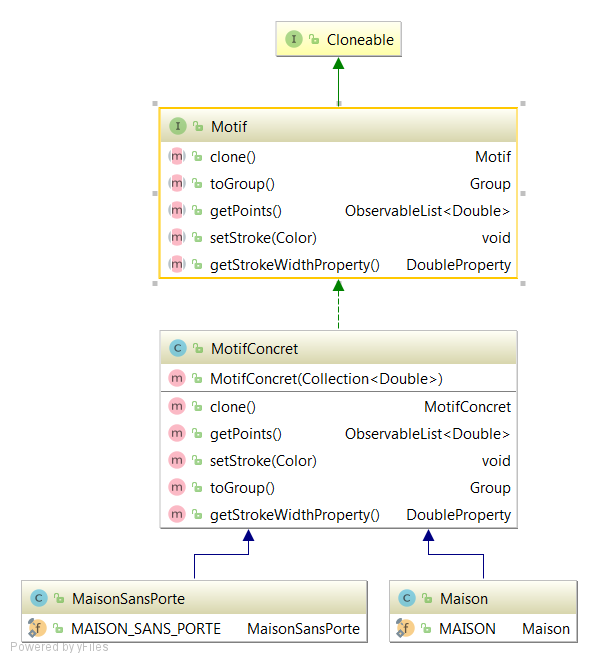 I Cloneable
I Motif
m clone() Motif
m toGroup() Group
m getPoints() ObservableList<Double>
m setStroke(Color) void
m getStrokeWidthProperty() DoubleProperty
C MotifConcret
m MotifConcret(Collection<Double>)
m clone() MotifConcret
m getPoints() ObservableList<Double>
m setStroke(Color) void
m toGroup() Group
m getStrokeWidthProperty() DoubleProperty
C MaisonSansPorte
f MAISON_SANS_PORTE MaisonSansPorte
C Maison
f MAISON Maison
Powered by yFiles